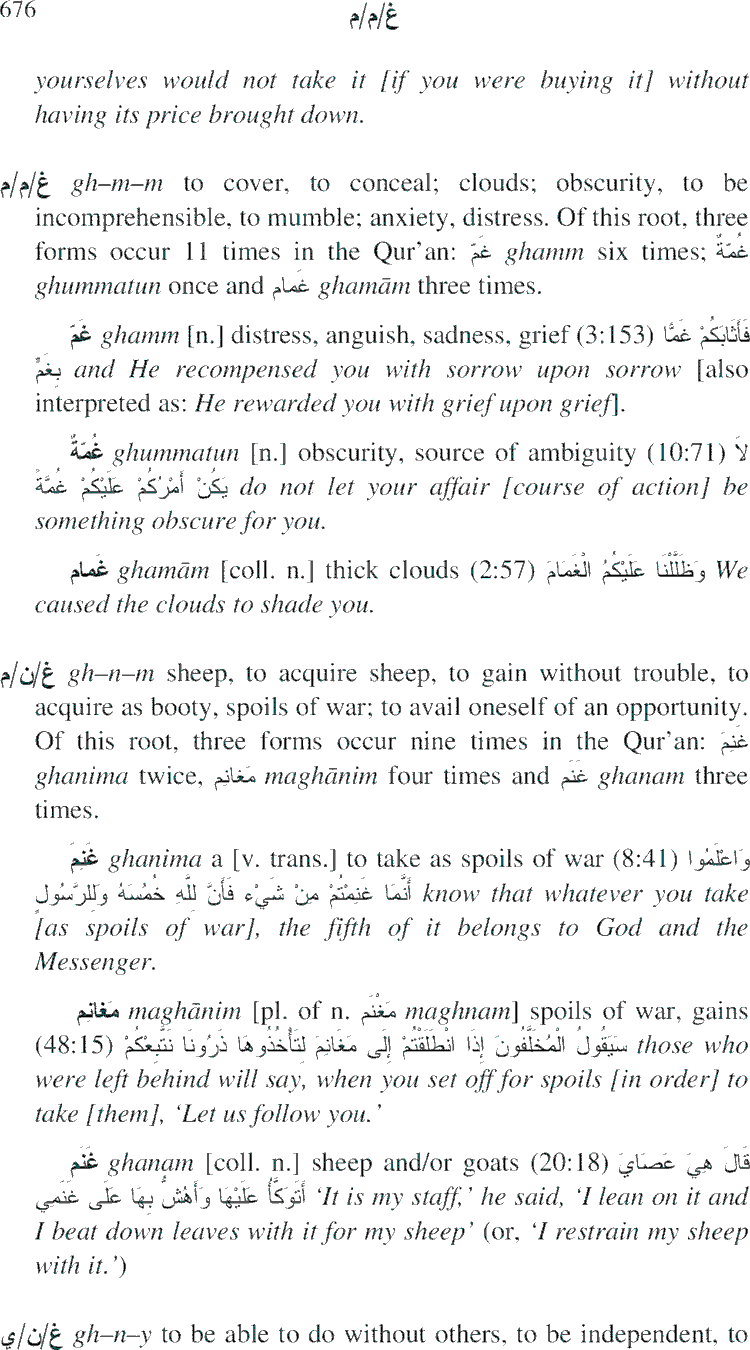 676
غ/م/م
yourselves would not take it [if you were buying it] without
having its price brought down.
غ/م/م gh–m–m to cover, to conceal; clouds; obscurity, to be
incomprehensible, to mumble; anxiety, distress. Of this root, three
forms occur 11 times in the Qur'an: غَمّ ghamm six times; غُمّةٌ
ghummatun once and غَمام ghamām three times.
غَمّ ghamm [n.] distress, anguish, sadness, grief (3:153) فَأَثَابَكُمْ غَمًّا
بِغَمٍّ and He recompensed you with sorrow upon sorrow [also
interpreted as: He rewarded you with grief upon grief].
غُمّةٌ ghummatun [n.] obscurity, source of ambiguity (10:71) لاَ
يَكُنْ أَمْرُكُمْ عَلَيْكُمْ غُمَّةً do not let your affair [course of action] be
something obscure for you.
غَمام ghamām [coll. n.] thick clouds (2:57) وَظَلَّلْنَا عَلَيْكُمُ الْغَمَامَ We
caused the clouds to shade you.
غ/ن/م gh–n–m sheep, to acquire sheep, to gain without trouble, to
acquire as booty, spoils of war; to avail oneself of an opportunity.
Of this root, three forms occur nine times in the Qur'an: غَنِمَ
ghanima twice, مَغانِم maghānim four times and غَنَم ghanam three
times.
غَنِمَ ghanima a [v. trans.] to take as spoils of war (8:41) وَاعْلَمُوا
أَنَّمَا غَنِمْتُمْ مِنْ شَيْءٍ فَأَنَّ لِلَّهِ خُمُسَهُ وَلِلرَّسُولِ know that whatever you take
[as spoils of war], the fifth of it belongs to God and the
Messenger.
مَغانِم maghānim [pl. of n. مَغْنَم maghnam] spoils of war, gains
(48:15) سَيَقُولُ الْمُخَلَّفُونَ إِذَا انْطَلَقْتُمْ إِلَى مَغَانِمَ لِتَأْخُذُوهَا ذَرُونَا نَتَّبِعْكُمْ those who
were left behind will say, when you set off for spoils [in order] to
take [them], ‘Let us follow you.’
غَنَم ghanam [coll. n.] sheep and/or goats (20:18) قَالَ هِيَ عَصَايَ
أَتَوَكَّأُ عَلَيْهَا وَأَهُشُّ بِهَا عَلَى غَنَمِي ‘It is my staff,’ he said, ‘I lean on it and
I beat down leaves with it for my sheep’ (or, ‘I restrain my sheep
with it.’)
غ/ن/ي gh–n–y to be able to do without others, to be independent, to